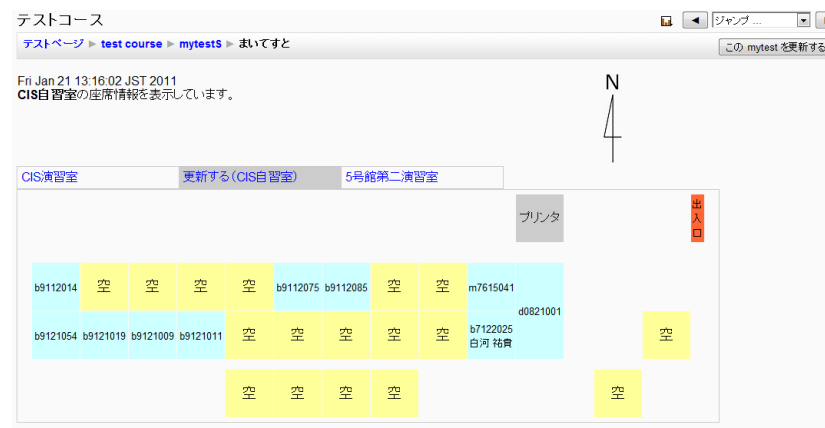 テストコース
ジャンプ ...
テストページ ► test course ► mytestS ► まいてすと
この mytest を更新する
Fri Jan 21 13:16:02 JST 2011
CIS自習室の座席情報を表示しています。
N
CIS演習室 更新する(CIS自習室) 5号館第二演習室
プリンタ
出入口
b9112014 空 空 空 空 b9112075 b9112085 空 空 m7615041
d0821001
b9121054 b9121019 b9121009 b9121011 空 空 空 空 空 b7122025 空
白河 祐貴
空 空 空 空 空